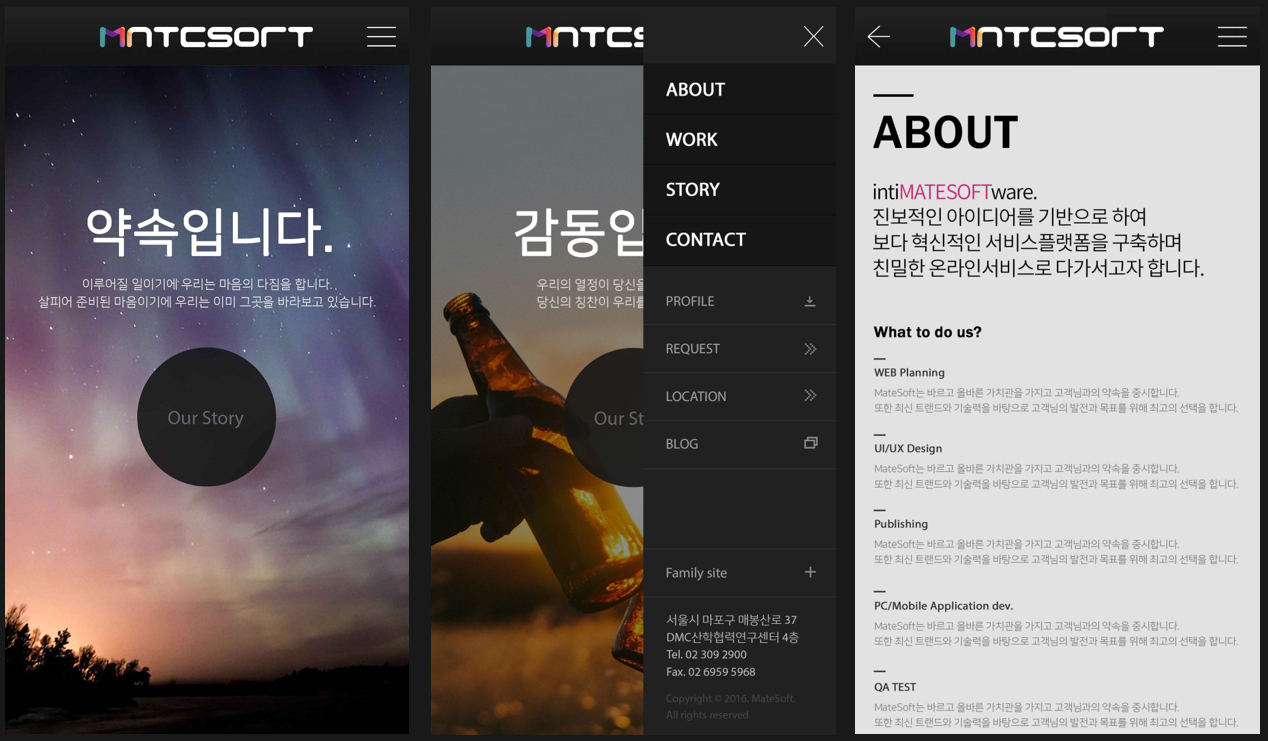 MATCSOFT
약속입니다.
이루어질 일이기에 우리는 마음의 다짐을 합니다.
살피어 준비된 마음이기에 우리는 이미 그곳을 바라보고 있습니다.
Our Story
감동입
우리의 열정이 당신을
당신의 칭찬이 우리를
Our St
ABOUT
WORK
STORY
CONTACT
PROFILE
REQUEST
LOCATION
BLOG
Family site
서울시 마포구 매봉산로 37
DMC산학협력연구센터 4층
Tel. 02 309 2900
Fax. 02 6959 5968
Copyright © 2016. MateSoft.
All rights reserved
MATCSOFT
ABOUT
intiMATESOFTware.
진보적인 아이디어를 기반으로 하여
보다 혁신적인 서비스플랫폼을 구축하며
친밀한 온라인서비스로 다가서고자 합니다.
What to do us?
WEB Planning
MateSoft는 바르고 올바른 가치관을 가지고 고객님과의 약속을 중시합니다.
또한 최신 트랜드와 기술력을 바탕으로 고객님의 발전과 목표를 위해 최고의 선택을 합니다.
UI/UX Design
MateSoft는 바르고 올바른 가치관을 가지고 고객님과의 약속을 중시합니다.
또한 최신 트랜드와 기술력을 바탕으로 고객님의 발전과 목표를 위해 최고의 선택을 합니다.
Publishing
MateSoft는 바르고 올바른 가치관을 가지고 고객님과의 약속을 중시합니다.
또한 최신 트랜드와 기술력을 바탕으로 고객님의 발전과 목표를 위해 최고의 선택을 합니다.
PC/Mobile Application dev.
MateSoft는 바르고 올바른 가치관을 가지고 고객님과의 약속을 중시합니다.
또한 최신 트랜드와 기술력을 바탕으로 고객님의 발전과 목표를 위해 최고의 선택을 합니다.
QA TEST
MateSoft는 바르고 올바른 가치관을 가지고 고객님과의 약속을 중시합니다.
또한 최신 트랜드와 기술력을 바탕으로 고객님의 발전과 목표를 위해 최고의 선택을 합니다.